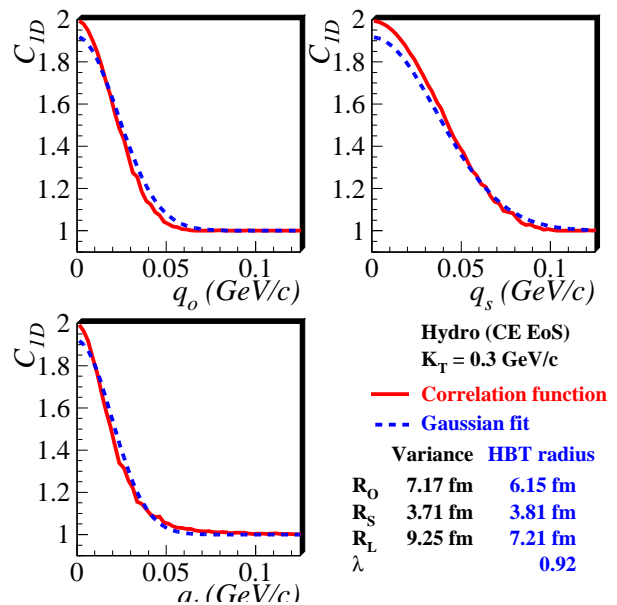 C1D
2
1.8
1.6
1.4
1.2
1
0 0.05 0.1
qo (GeV/c)
C1D
2
1.8
1.6
1.4
1.2
1
0 0.05 0.1
qs (GeV/c)
C1D
2
1.8
1.6
1.4
1.2
1
0 0.05 0.1
(GeV/c)
Hydro (CE EoS)
KT = 0.3 GeV/c
Correlation function
Gaussian fit
Variance HBT radius
RO 7.17 fm 6.15 fm
RS 3.71 fm 3.81 fm
RL 9.25 fm 7.21 fm
λ 0.92